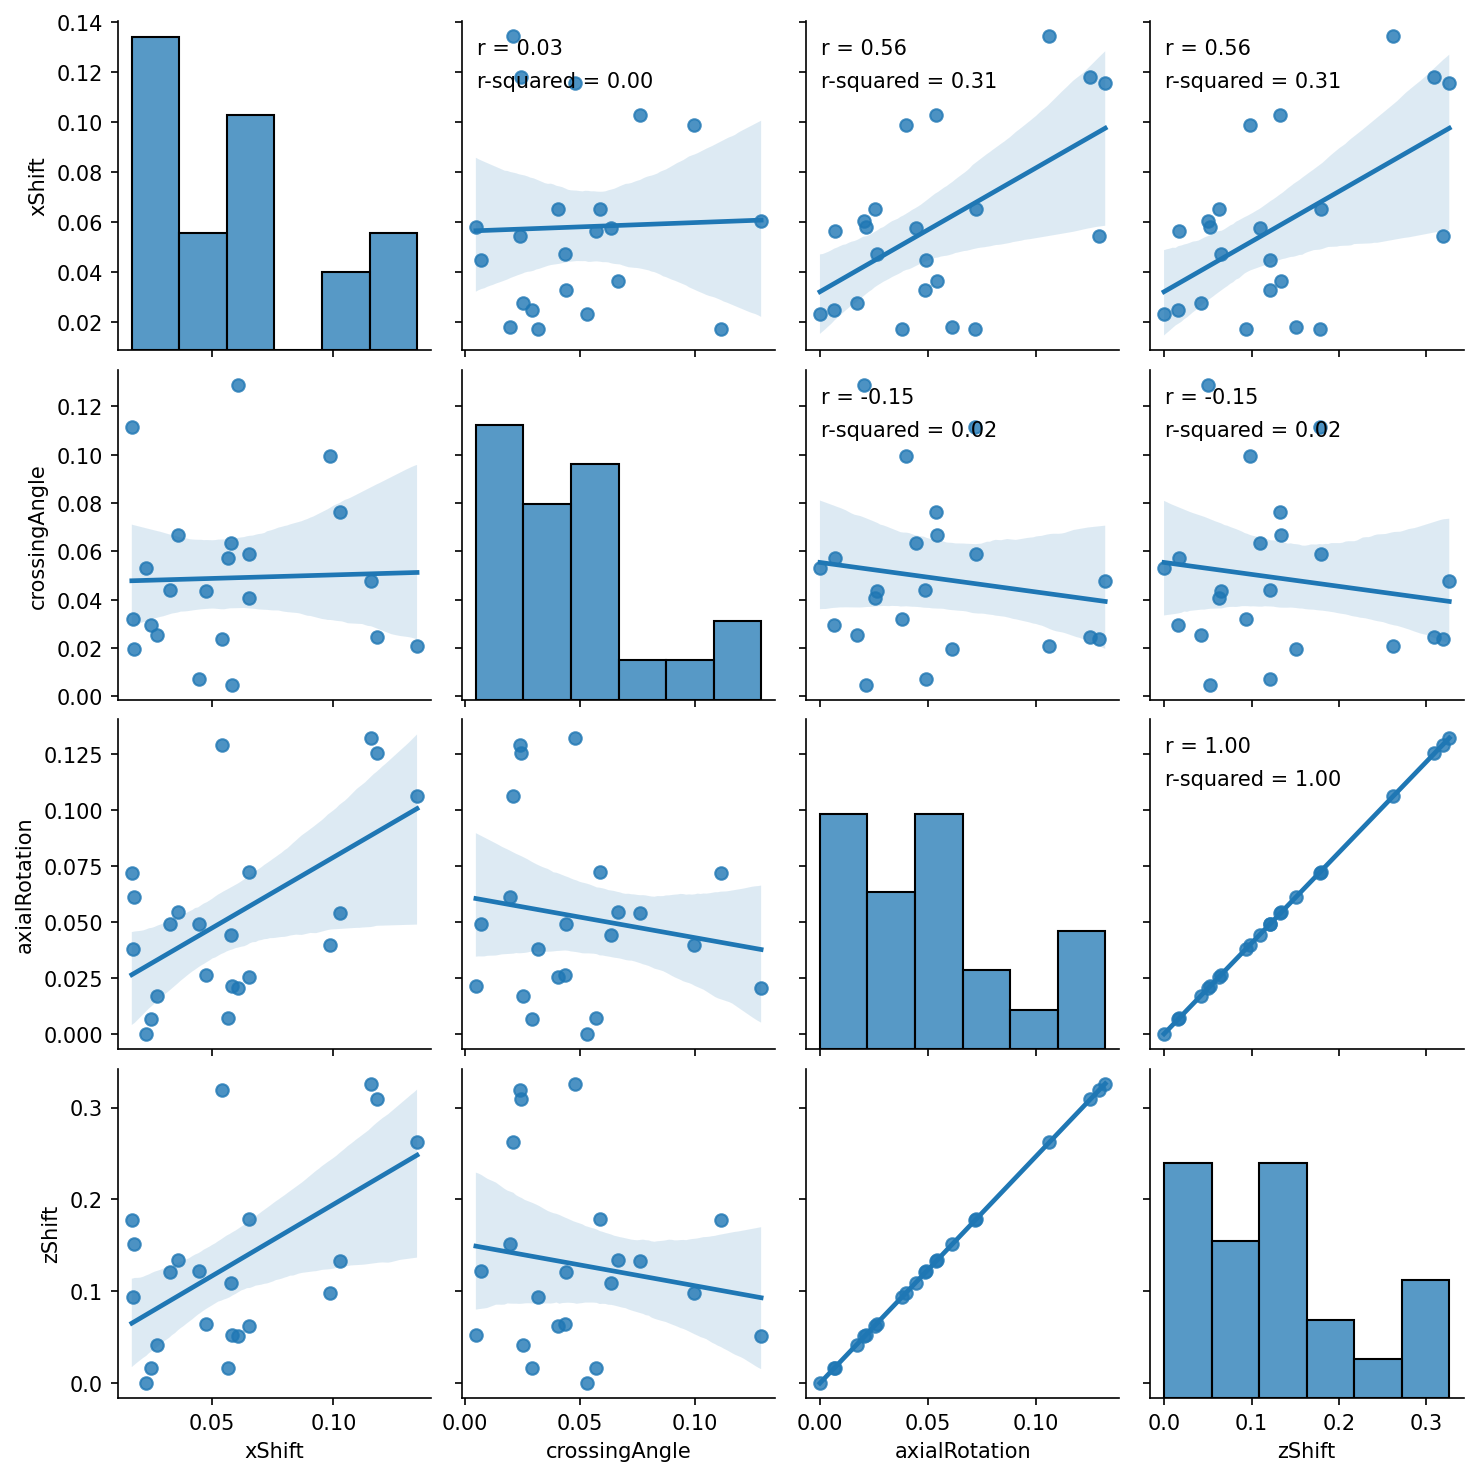 0.14
0.12
0.10
0.08
0.06
0.04
0.02
xShift
r = 0.03
r-squared = 0.00
r = 0.56
r-squared = 0.31
r = 0.56
r-squared = 0.31
0.12
0.10
0.08
0.06
0.04
0.02
0.00
crossingAngle
r = -0.15
r-squared = 0.02
r = -0.15
r-squared = 0.02
0.125
0.100
0.075
0.050
0.025
0.000
axialRotation
r = 1.00
r-squared = 1.00
0.3
0.2
0.1
0.0
zShift
0.05 0.10
xShift
0.00 0.05 0.10
crossingAngle
0.00 0.05 0.10
axialRotation
0.0 0.1 0.2 0.3
zShift